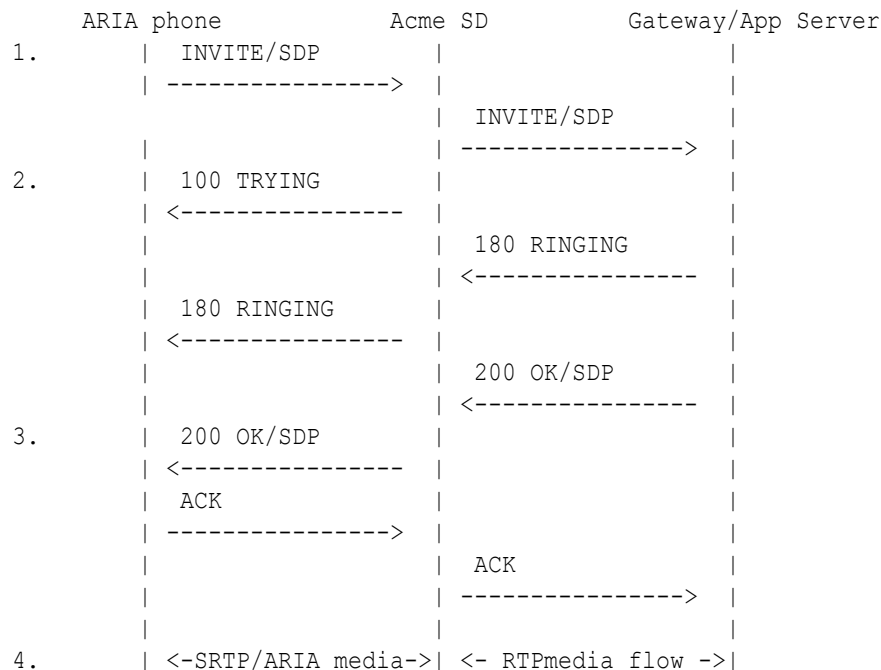 ARIA phone Acme SD Gateway/App Server
1. | INVITE/SDP | |
| ----------------> | |
| INVITE/SDP |
| | ----------------> |
2. | 100 TRYING | |
| <---------------- | |
| | 180 RINGING |
| | <---------------- |
| 180 RINGING | |
| <---------------- | |
| | 200 OK/SDP |
| | <---------------- |
3. | 200 OK/SDP | |
| <---------------- | |
| ACK | |
| ----------------> | |
| | ACK |
| | ----------------> |
| | |
4. | <-SRTP/ARIA media->| <- RTPmedia flow ->|